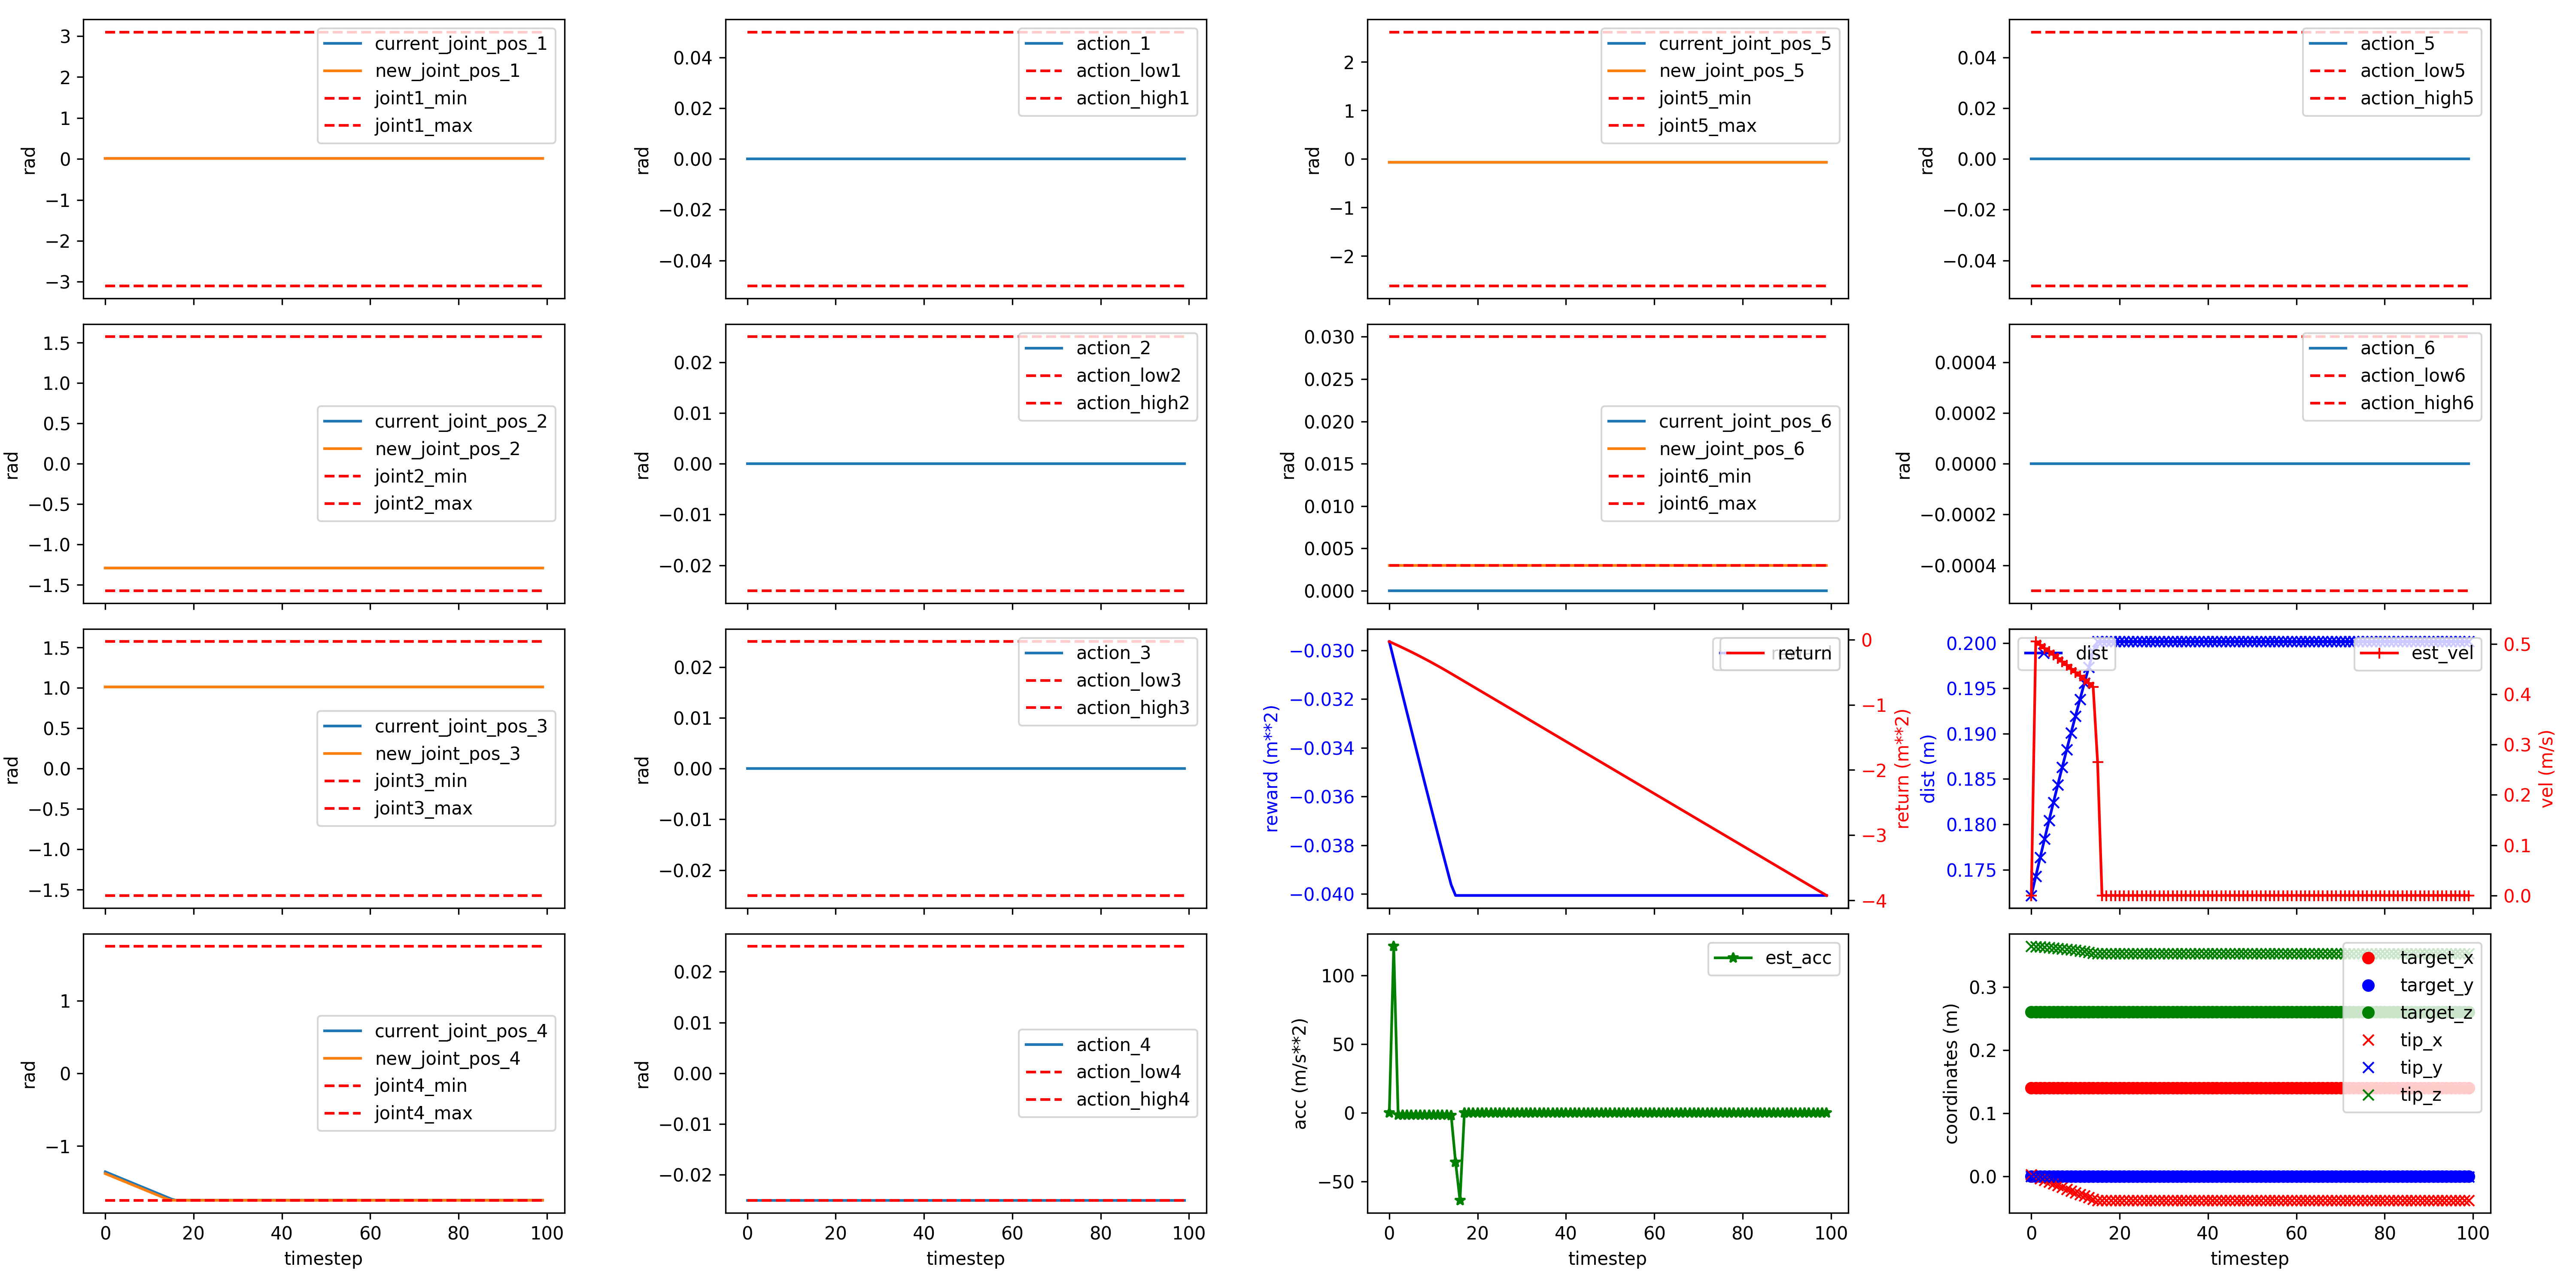 3
2
1
0
−1
−2
−3
rad
current_joint_pos_1
new_joint_pos_1
joint1_min
joint1_max
0 20 40 60 80 100
0.04
0.02
0.00
−0.02
−0.04
rad
action_1
action_low1
action_high1
2
1
0
−1
−2
rad
current_joint_pos_5
new_joint_pos_5
joint5_min
joint5_max
0.04
0.02
0.00
−0.02
−0.04
rad
action_5
action_low5
action_high5
1.5
1.0
0.5
0.0
−0.5
−1.0
−1.5
rad
current_joint_pos_2
new_joint_pos_2
joint2_min
joint2_max
0.02
0.01
0.00
−0.01
−0.02
rad
action_2
action_low2
action_high2
0.030
0.025
0.020
0.015
0.010
0.005
0.000
rad
current_joint_pos_6
new_joint_pos_6
joint6_min
joint6_max
0.0004
0.0002
0.0000
−0.0002
−0.0004
rad
action_6
action_low6
action_high6
1.5
1.0
0.5
0.0
−0.5
−1.0
−1.5
rad
current_joint_pos_3
new_joint_pos_3
joint3_min
joint3_max
0.02
0.01
0.00
−0.01
−0.02
rad
action_3
action_low3
action_high3
−0.030
−0.032
−0.034
−0.036
−0.038
−0.040
reward (m**2)
return
0
−1
−2
−3
−4
return (m**2)
0.200
0.195
0.190
0.185
0.180
0.175
dist (m)
dist
est_vel
0.5
0.4
0.3
0.2
0.1
0.0
vel (m/s)
1
0
−1
rad
current_joint_pos_4
new_joint_pos_4
joint4_min
joint4_max
0 20 40 60 80 100
timestep
0.02
0.01
0.00
−0.01
−0.02
rad
action_4
action_low4
action_high4
0 20 40 60 80 100
timestep
100
50
0
−50
acc (m/s**2)
est_acc
0 20 40 60 80 100
timestep
0.3
0.2
0.1
0.0
coordinates (m)
target_x
target_y
target_z
tip_x
tip_y
tip_z
0 20 40 60 80 100
timestep